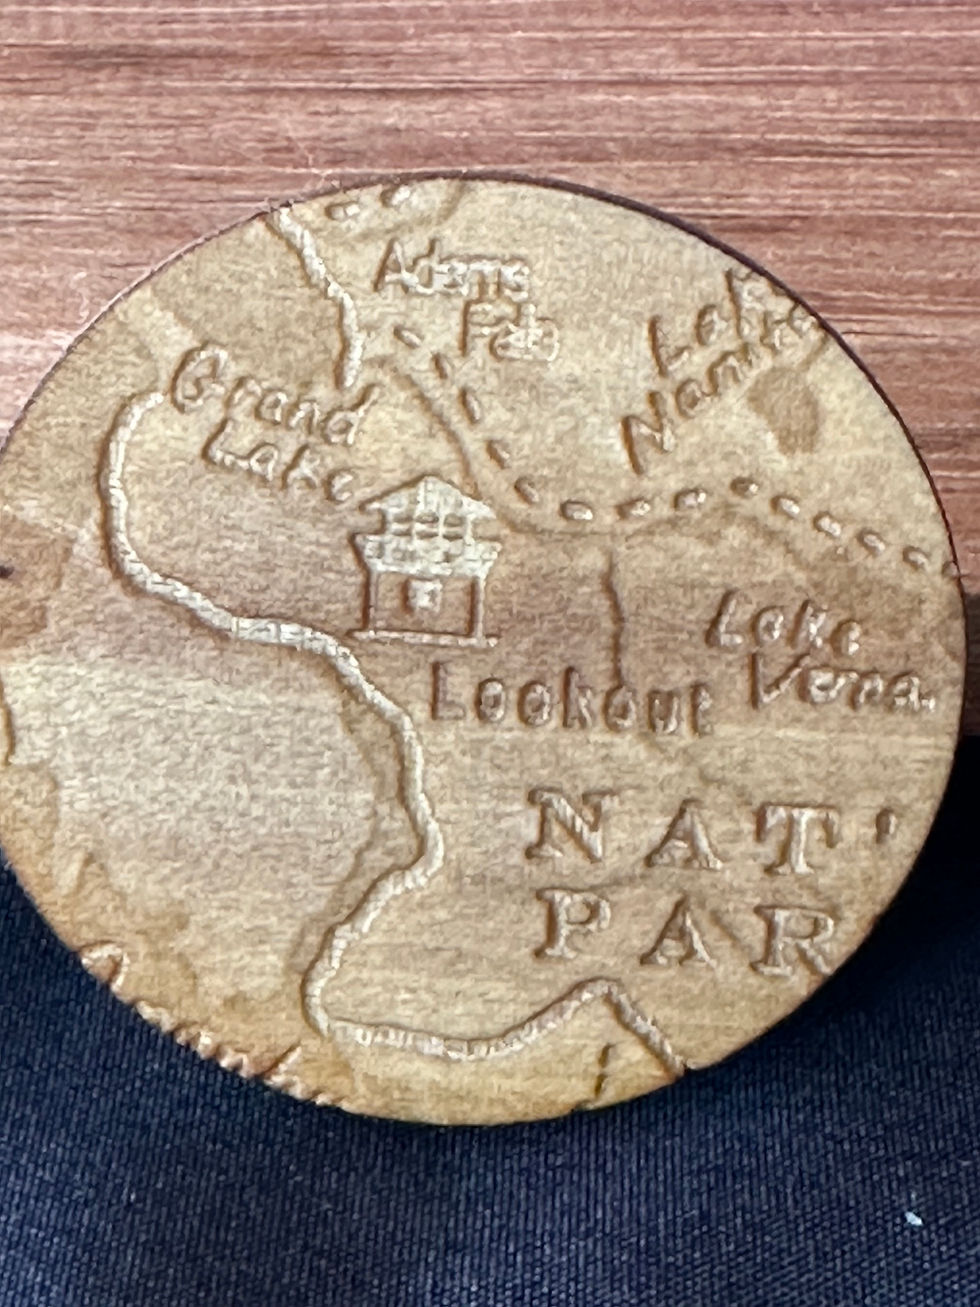 Adams
Falls
Lake
Nanita
Grand
Lake
Lake
Verna
Lookout
NAT'
PAR